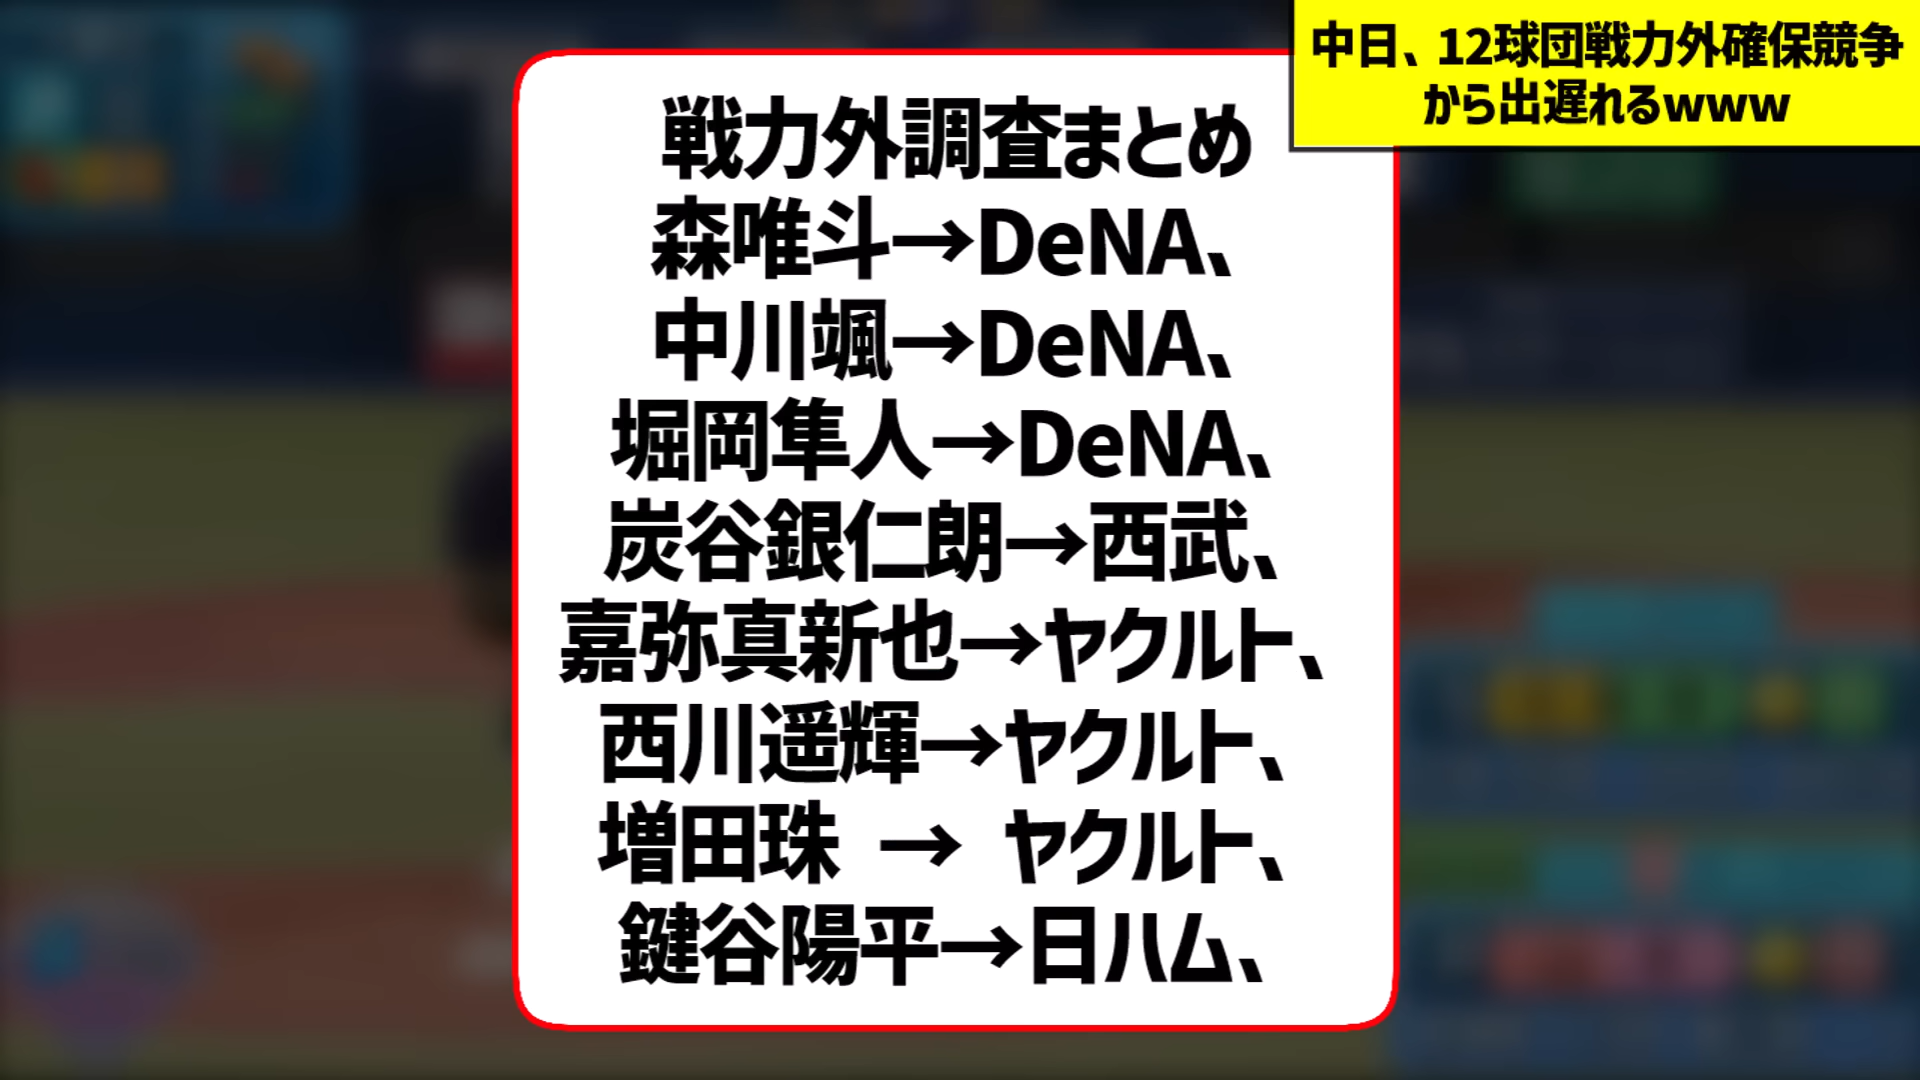 中日、12球団戦力外確保競争
から出遅れるwww
戦力外調査まとめ
森唯斗→DeNA、
中川颯→DeNA、
堀岡隼人→DeNA、
炭谷銀仁朗→西武、
嘉弥真新也→ヤクルト、
西川遥輝→ヤクルト、
増田珠 → ヤクルト、
鍵谷陽平→日ハム、